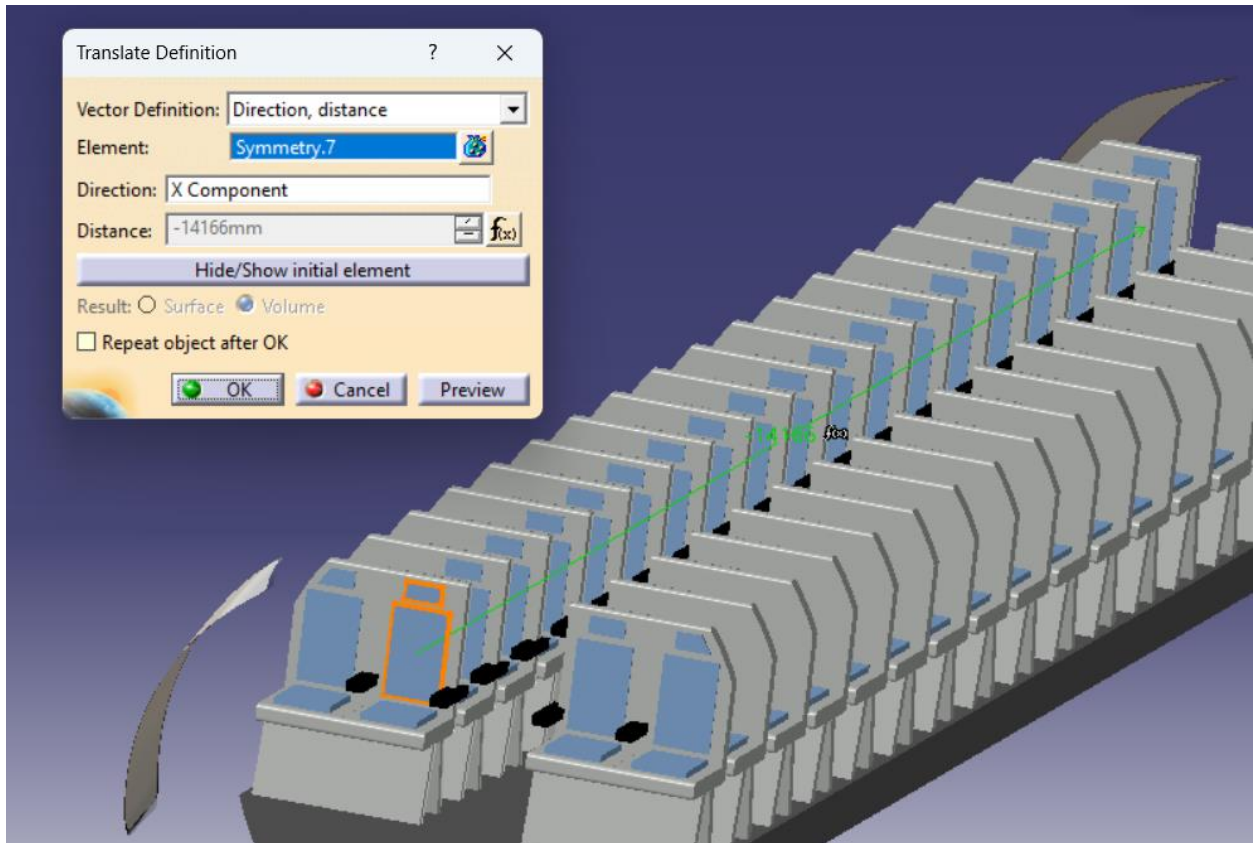 Translate Definition ? X
Vector Definition: Direction, distance
Element: Symmetry.7
Direction: X Component
Distance: -14166mm f(x)
Hide/Show initial element
Result: Surface Volume
Repeat object after OK
OK Cancel Preview
-14166 f(x)